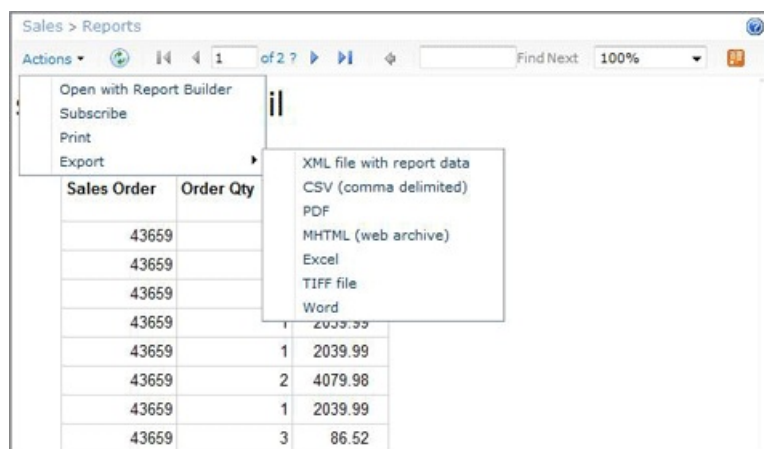 Sales > Reports
Actions 1 of 2 ? Find Next 100%
Open with Report Builder
Subscribe
Print
Export
il
XML file with report data
CSV (comma delimited)
PDF
MHTML (web archive)
Excel
TIFF file
Word
Sales Order Order Qty
43659
43659
43659
43659 1 2039.99
43659 1 2039.99
43659 2 4079.98
43659 1 2039.99
43659 3 86.52